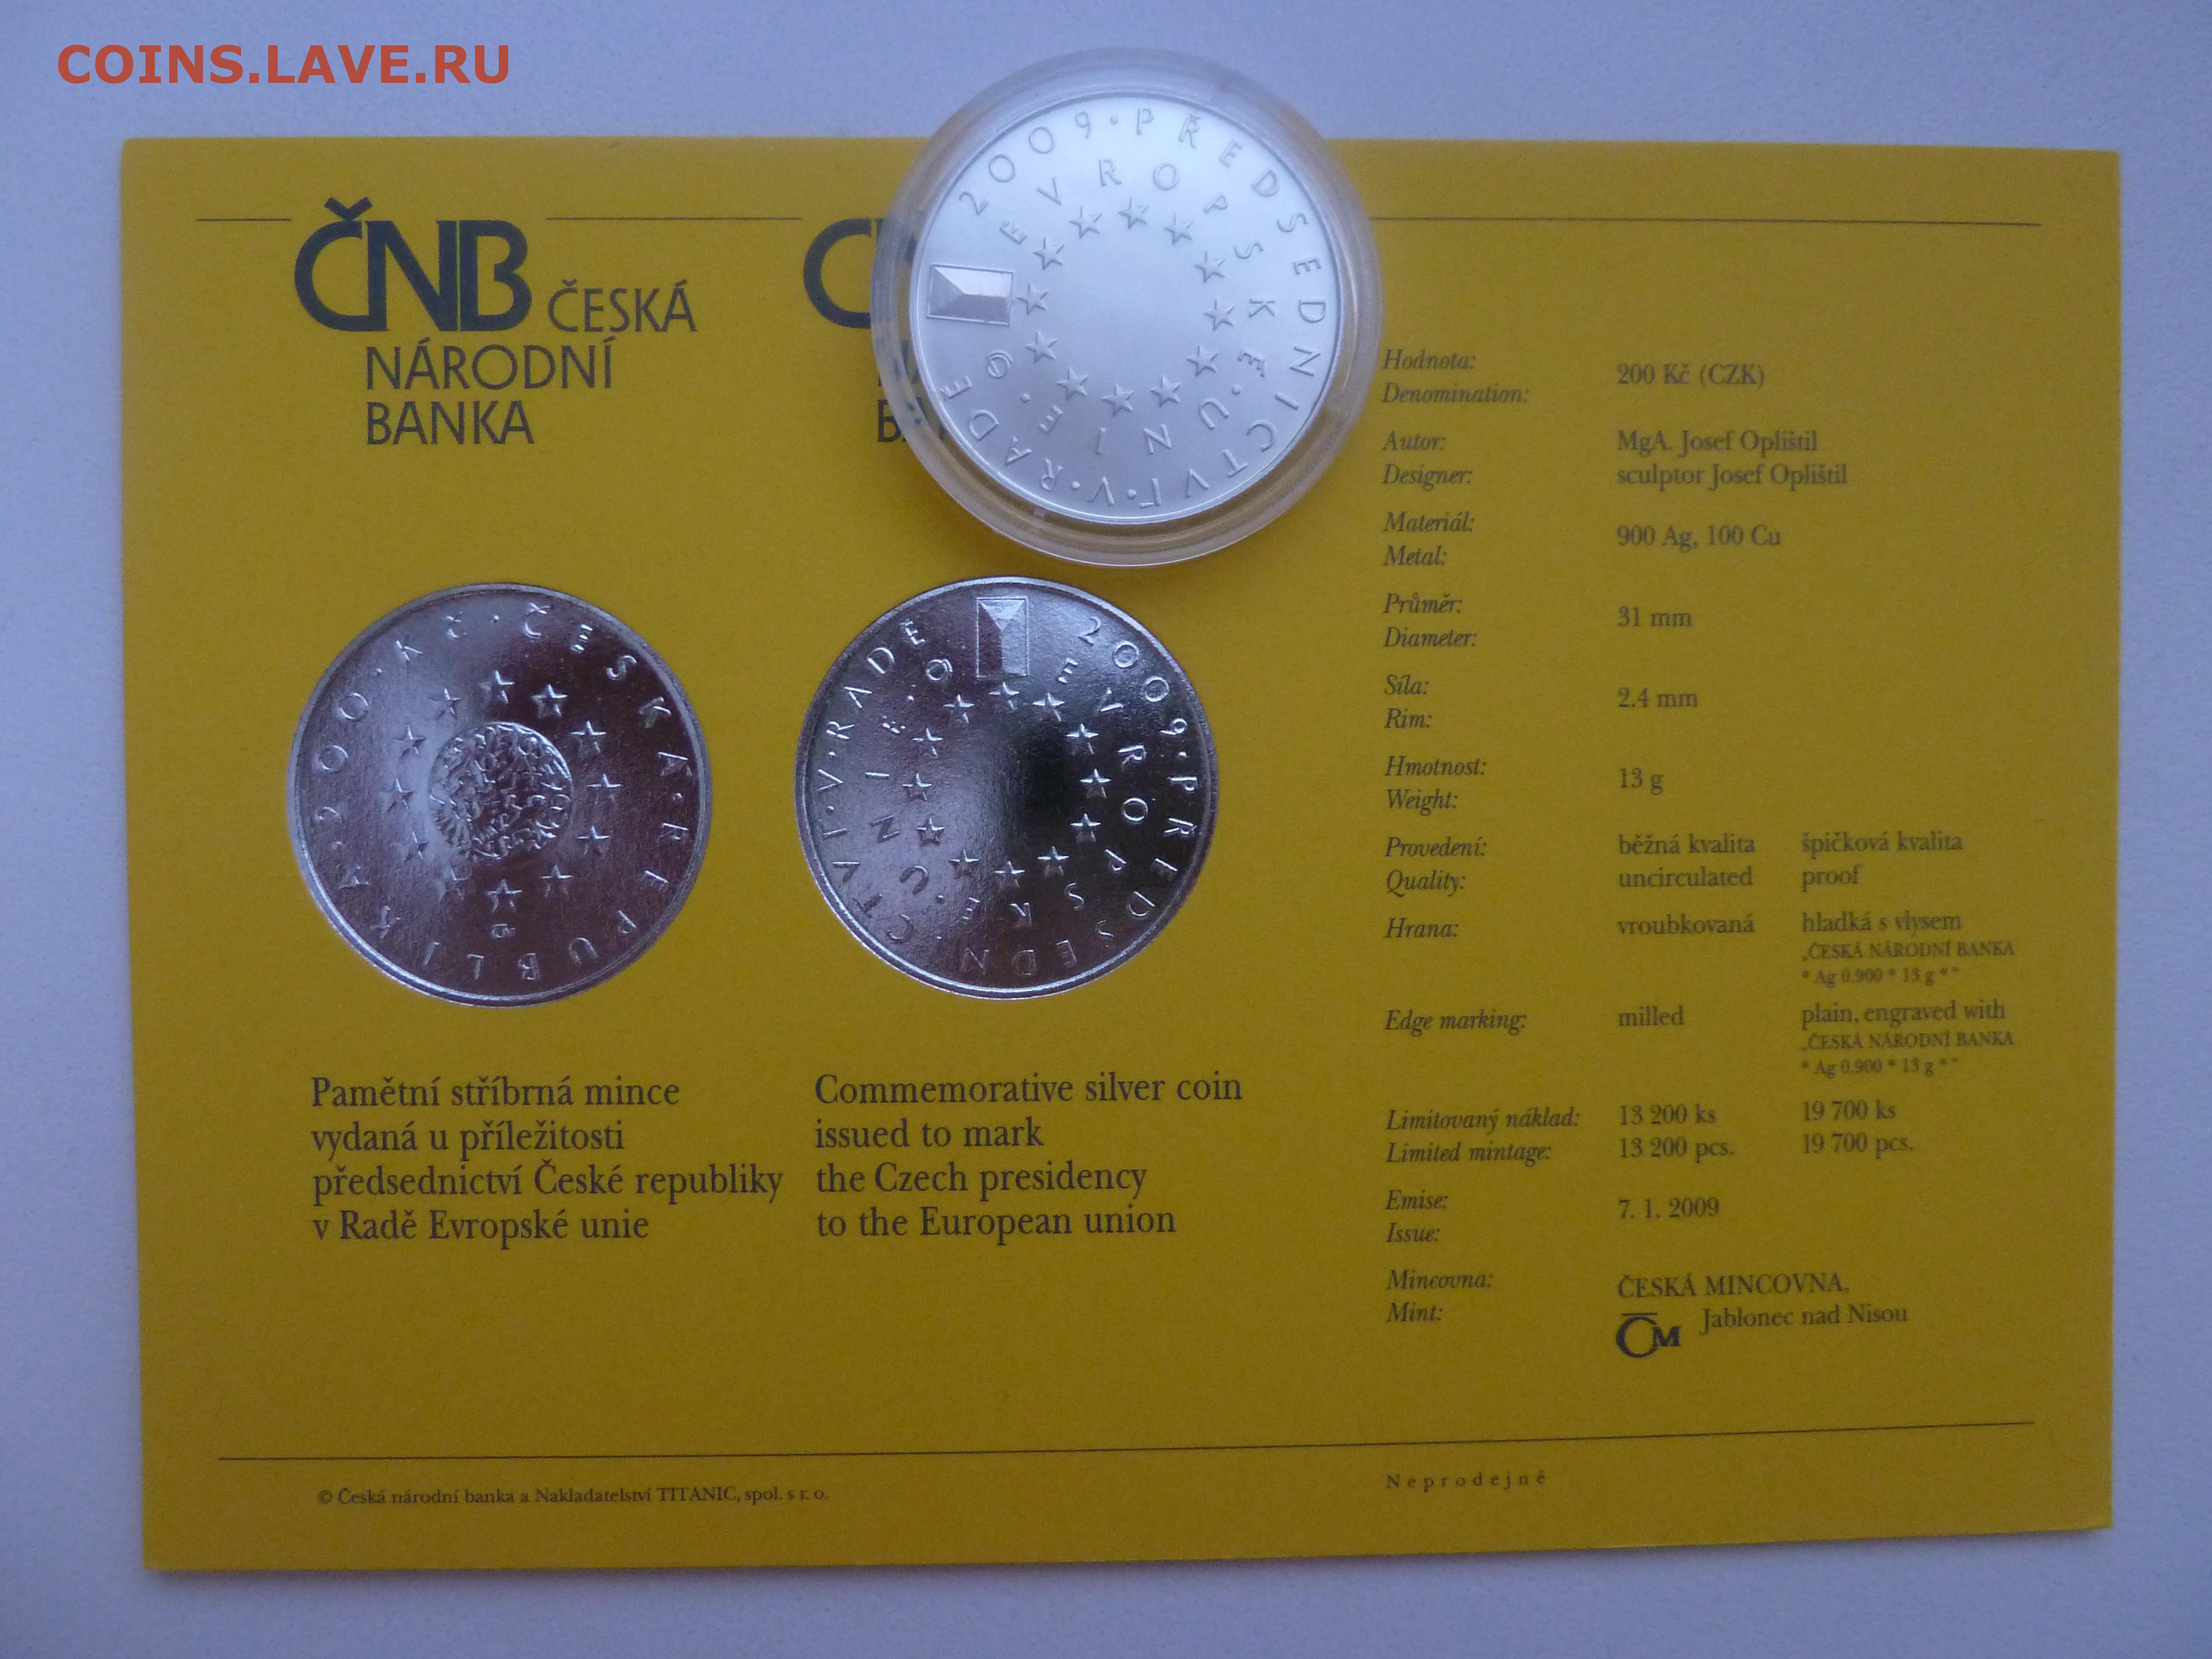 COINS.LAVE.RU
ČNB ČESKÁ
NÁRODNÍ
BANKA
2009 · PŘEDSEDNICTVÍ · V · RADĚ
EVROPSKÉ · UNIE ·
200 · Kč · ČESKÁ · REPUBLIKA ·
2009 · PŘEDSEDNICTVÍ · V · RADĚ
EVROPSKÉ · UNIE ·
Pamětní stříbrná mince
vydaná u příležitosti
předsednictví České republiky
v Radě Evropské unie
Commemorative silver coin
issued to mark
the Czech presidency
to the European union
Hodnota:
Denomination:
200 Kč (CZK)
Autor:
MgA. Josef Oplištil
Designer:
sculptor Josef Oplištil
Materiál:
Metal:
900 Ag, 100 Cu
Průměr:
Diameter:
31 mm
Síla:
Rim:
2.4 mm
Hmotnost:
Weight:
13 g
Provedení: běžná kvalita špičková kvalita
Quality: uncirculated proof
Hrana: vroubkovaná hladká s vlysem
„ČESKÁ NÁRODNÍ BANKA
* Ag 0.900 * 13 g *“
Edge marking: milled plain, engraved with
„ČESKÁ NÁRODNÍ BANKA
* Ag 0.900 * 13 g *“
Limitovaný náklad: 13 200 ks 19 700 ks
Limited mintage: 13 200 pcs. 19 700 pcs.
Emise:
Issue:
7. 1. 2009
Mincovna:
Mint:
ČESKÁ MINCOVNA,
ČM Jablonec nad Nisou
© Česká národní banka a Nakladatelství TITANIC, spol. s r. o.
Neprodejné